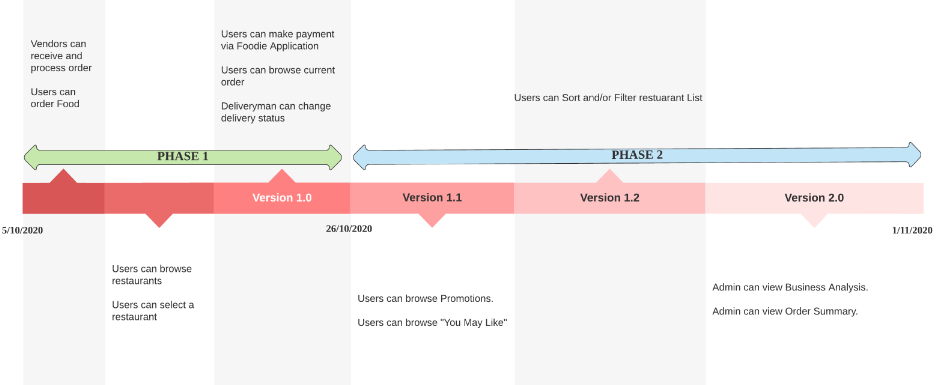 Vendors can
receive and
process order
Users can
order Food
Users can make payment
via Foodie Application
Users can browse current
order
Deliveryman can change
delivery status
Users can Sort and/or Filter restuarant List
PHASE 1
PHASE 2
Version 1.0
Version 1.1
Version 1.2
Version 2.0
5/10/2020
26/10/2020
1/11/2020
Users can browse
restaurants
Users can select a
restaurant
Users can browse Promotions.
Users can browse "You May Like"
Admin can view Business Analysis.
Admin can view Order Summary.